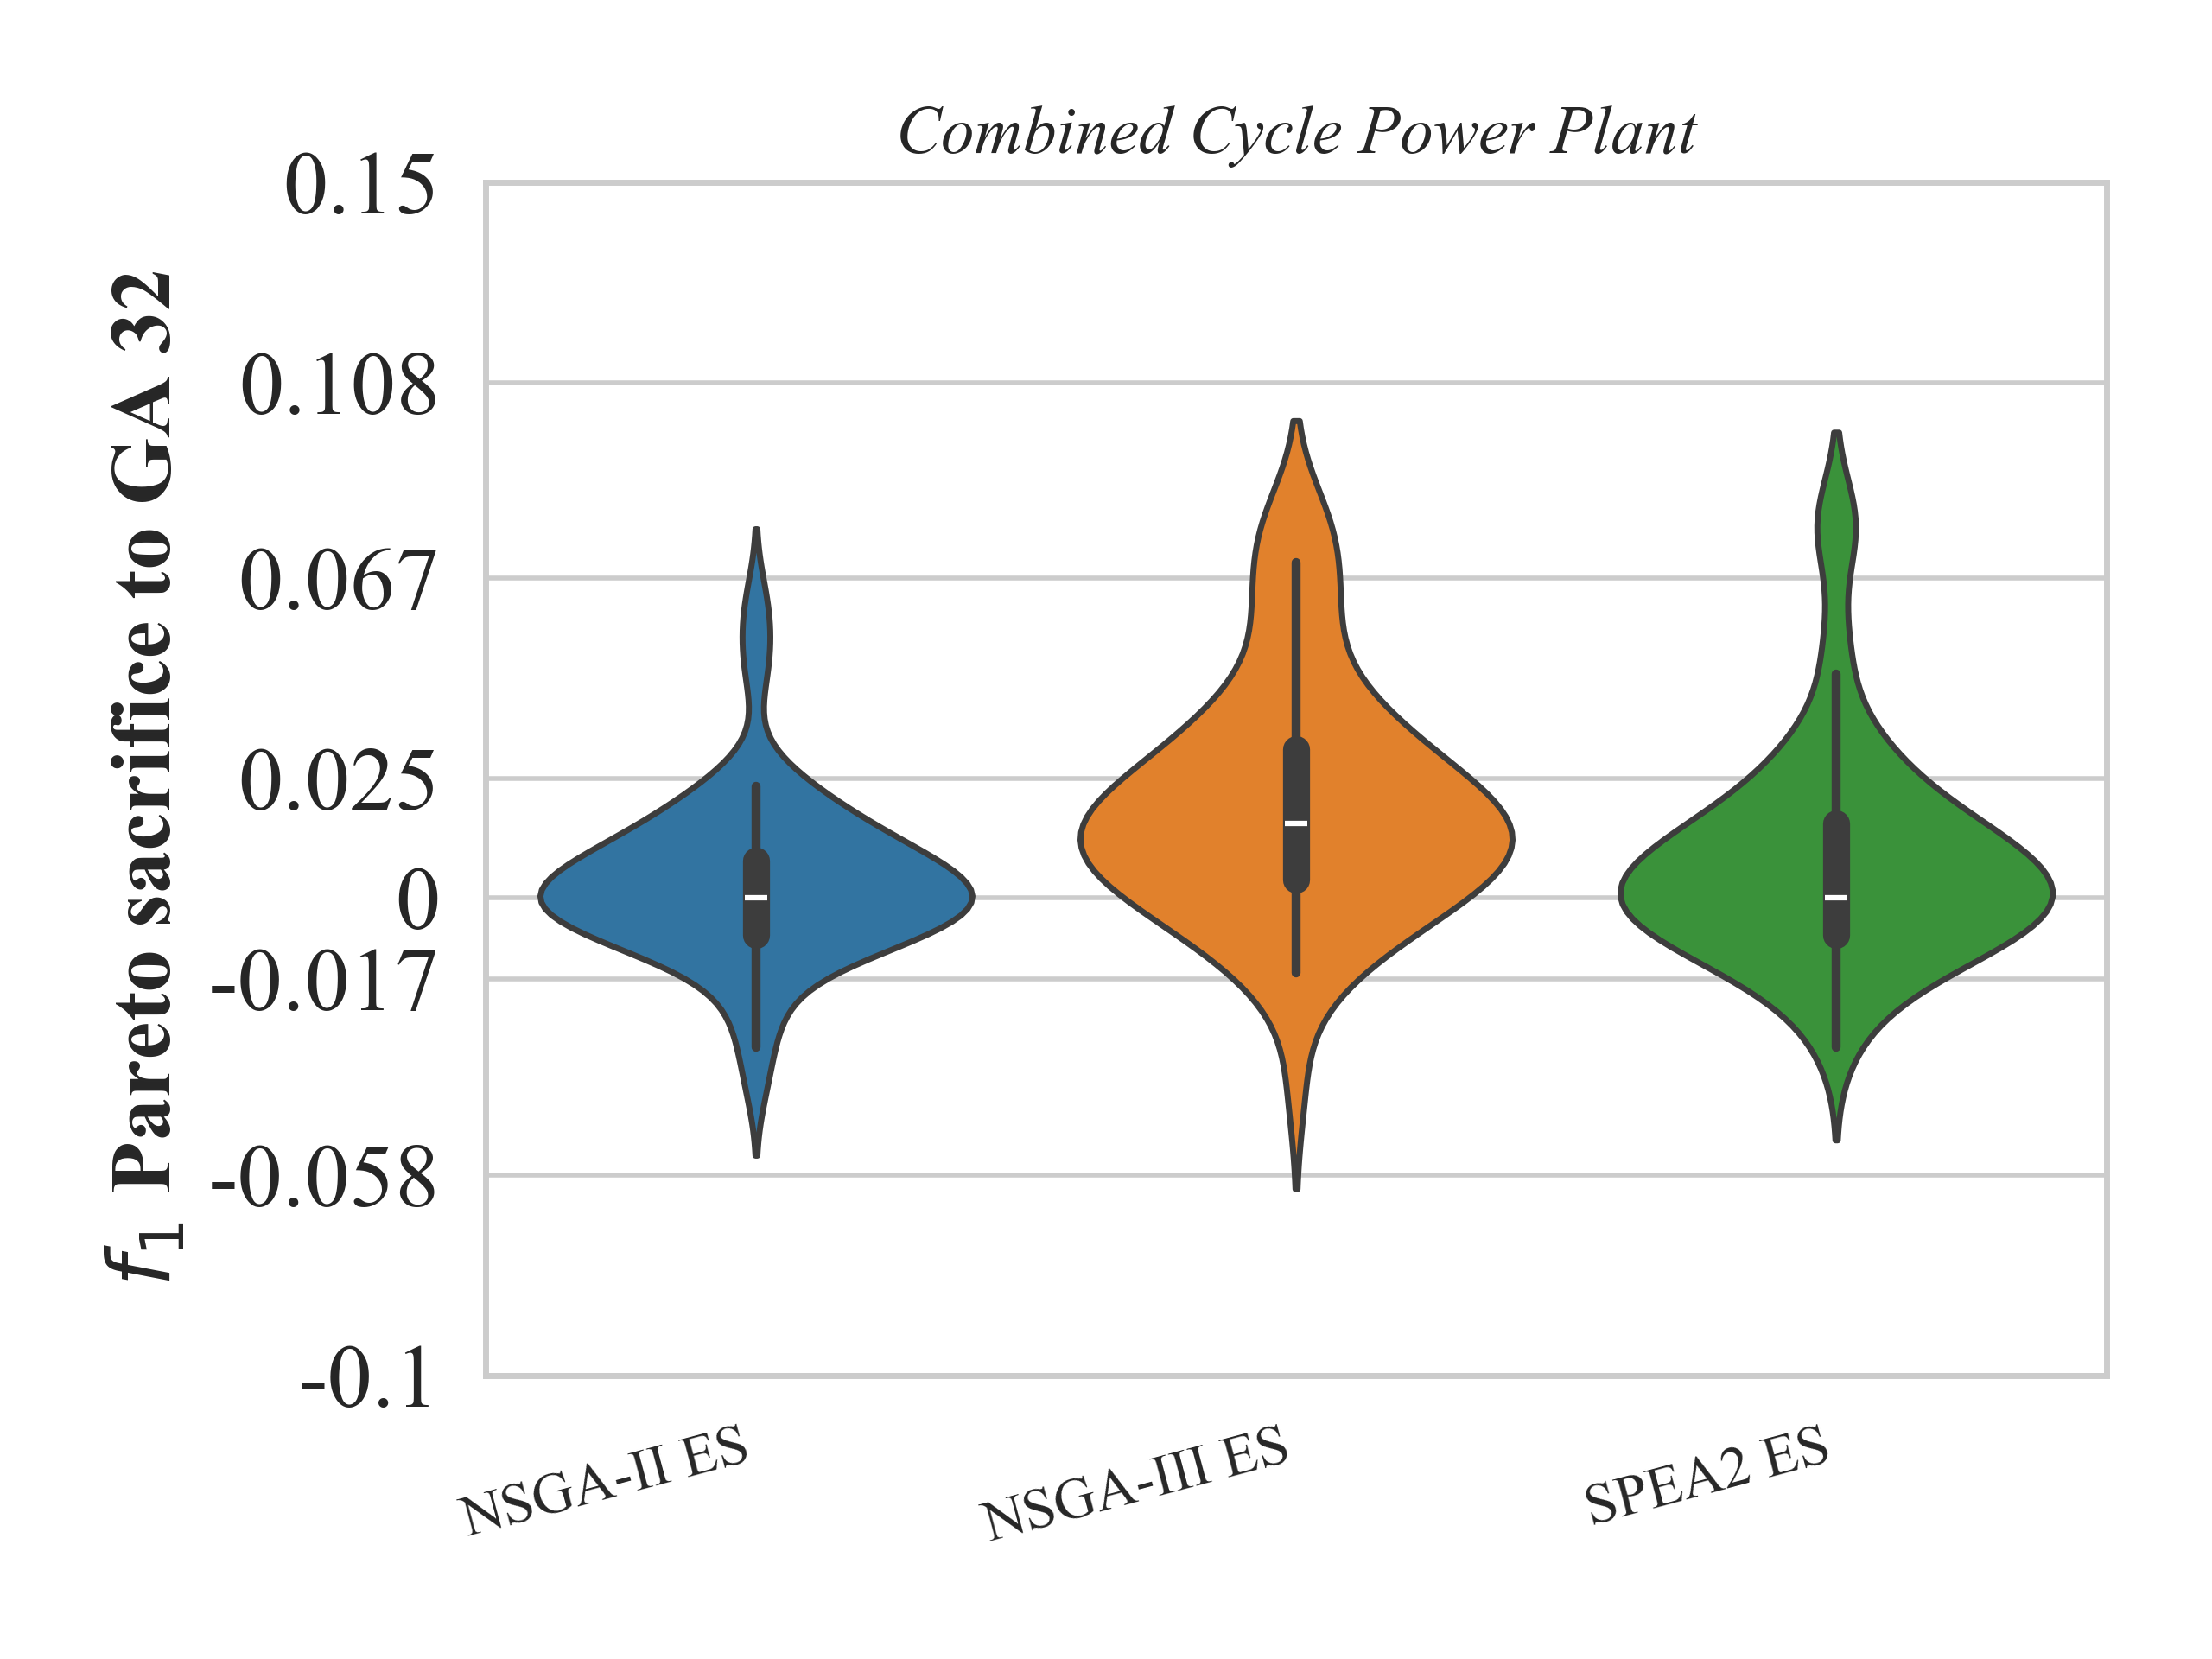 Combined Cycle Power Plant
f1 Pareto sacrifice to GA 32
0.15
0.108
0.067
0.025
0
-0.017
-0.058
-0.1
NSGA-II ES
NSGA-III ES
SPEA2 ES